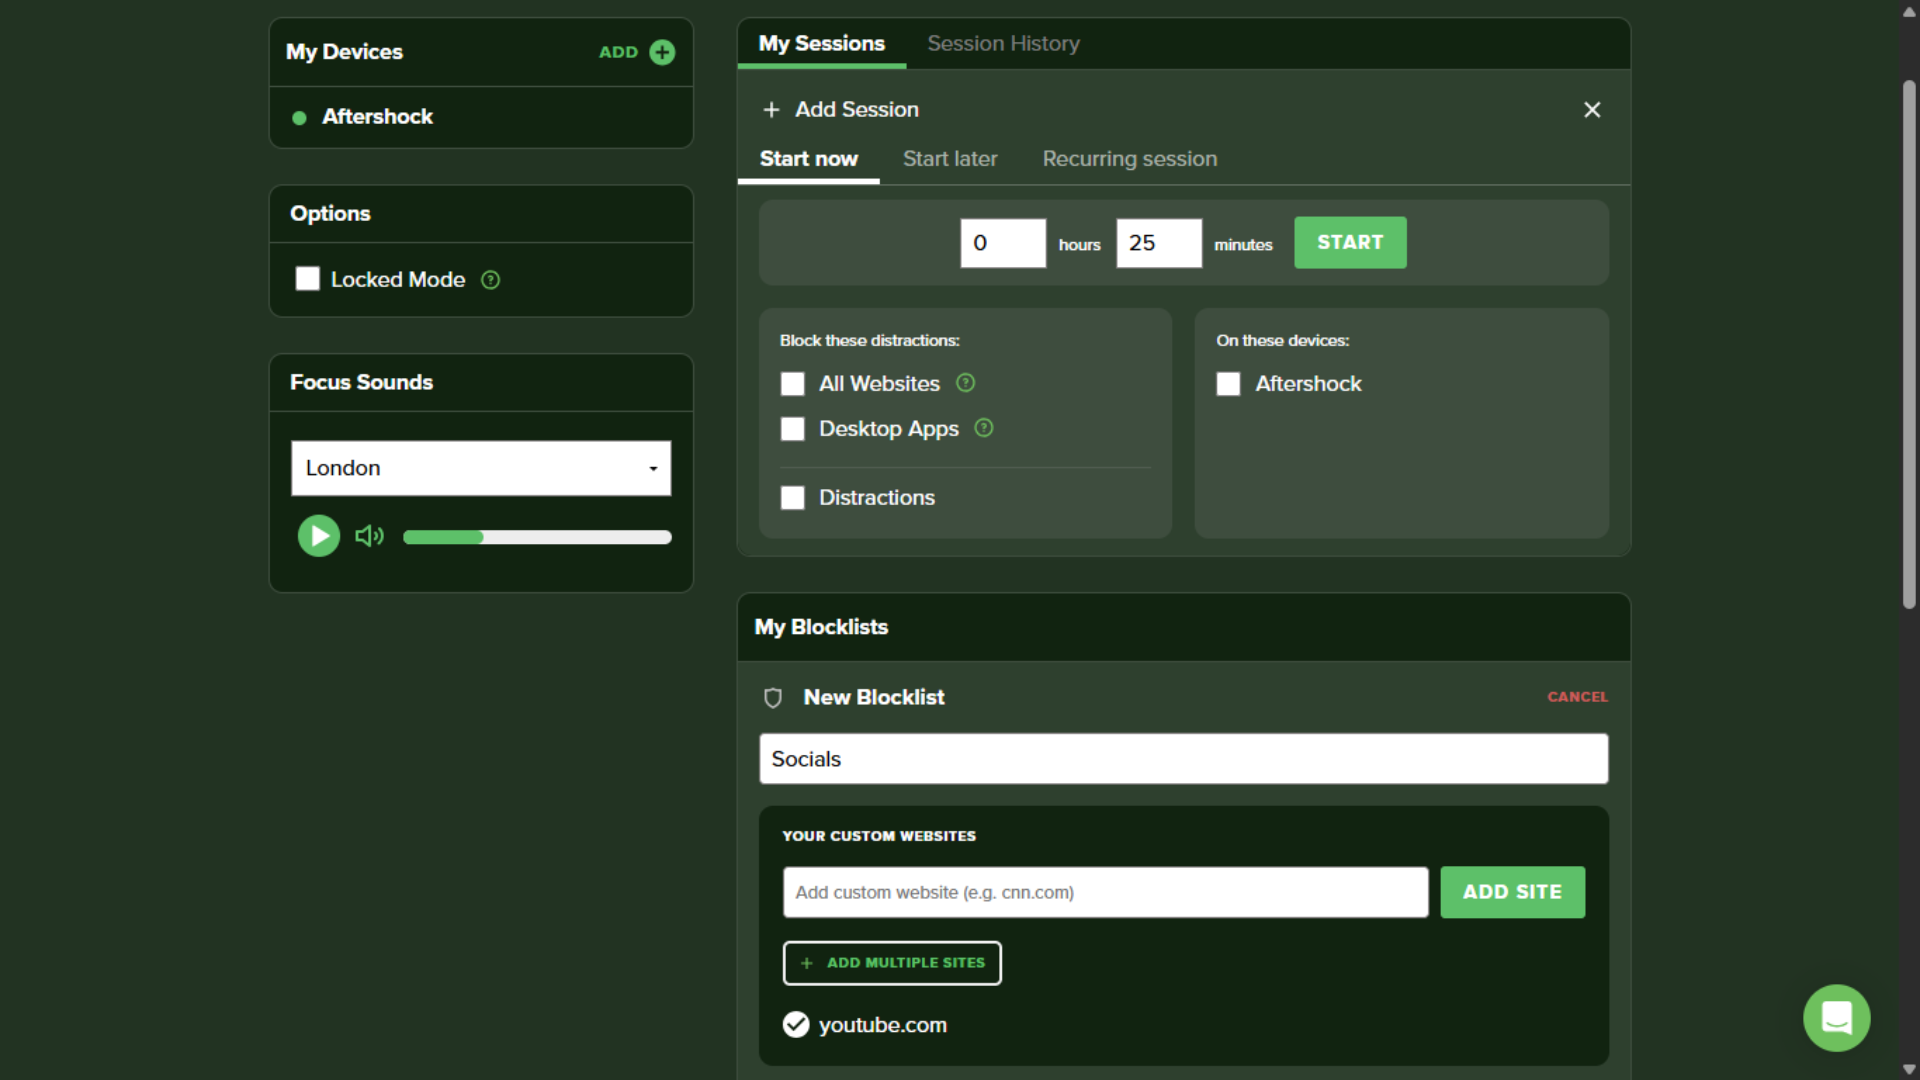 My Devices
ADD
Aftershock
Options
Locked Mode ?
Focus Sounds
London
My Sessions
Session History
+ Add Session
Start now
Start later
Recurring session
0 hours 25 minutes START
Block these distractions:
All Websites ?
Desktop Apps ?
Distractions
On these devices:
Aftershock
My Blocklists
New Blocklist
CANCEL
Socials
YOUR CUSTOM WEBSITES
Add custom website (e.g. cnn.com)
ADD SITE
+ ADD MULTIPLE SITES
youtube.com